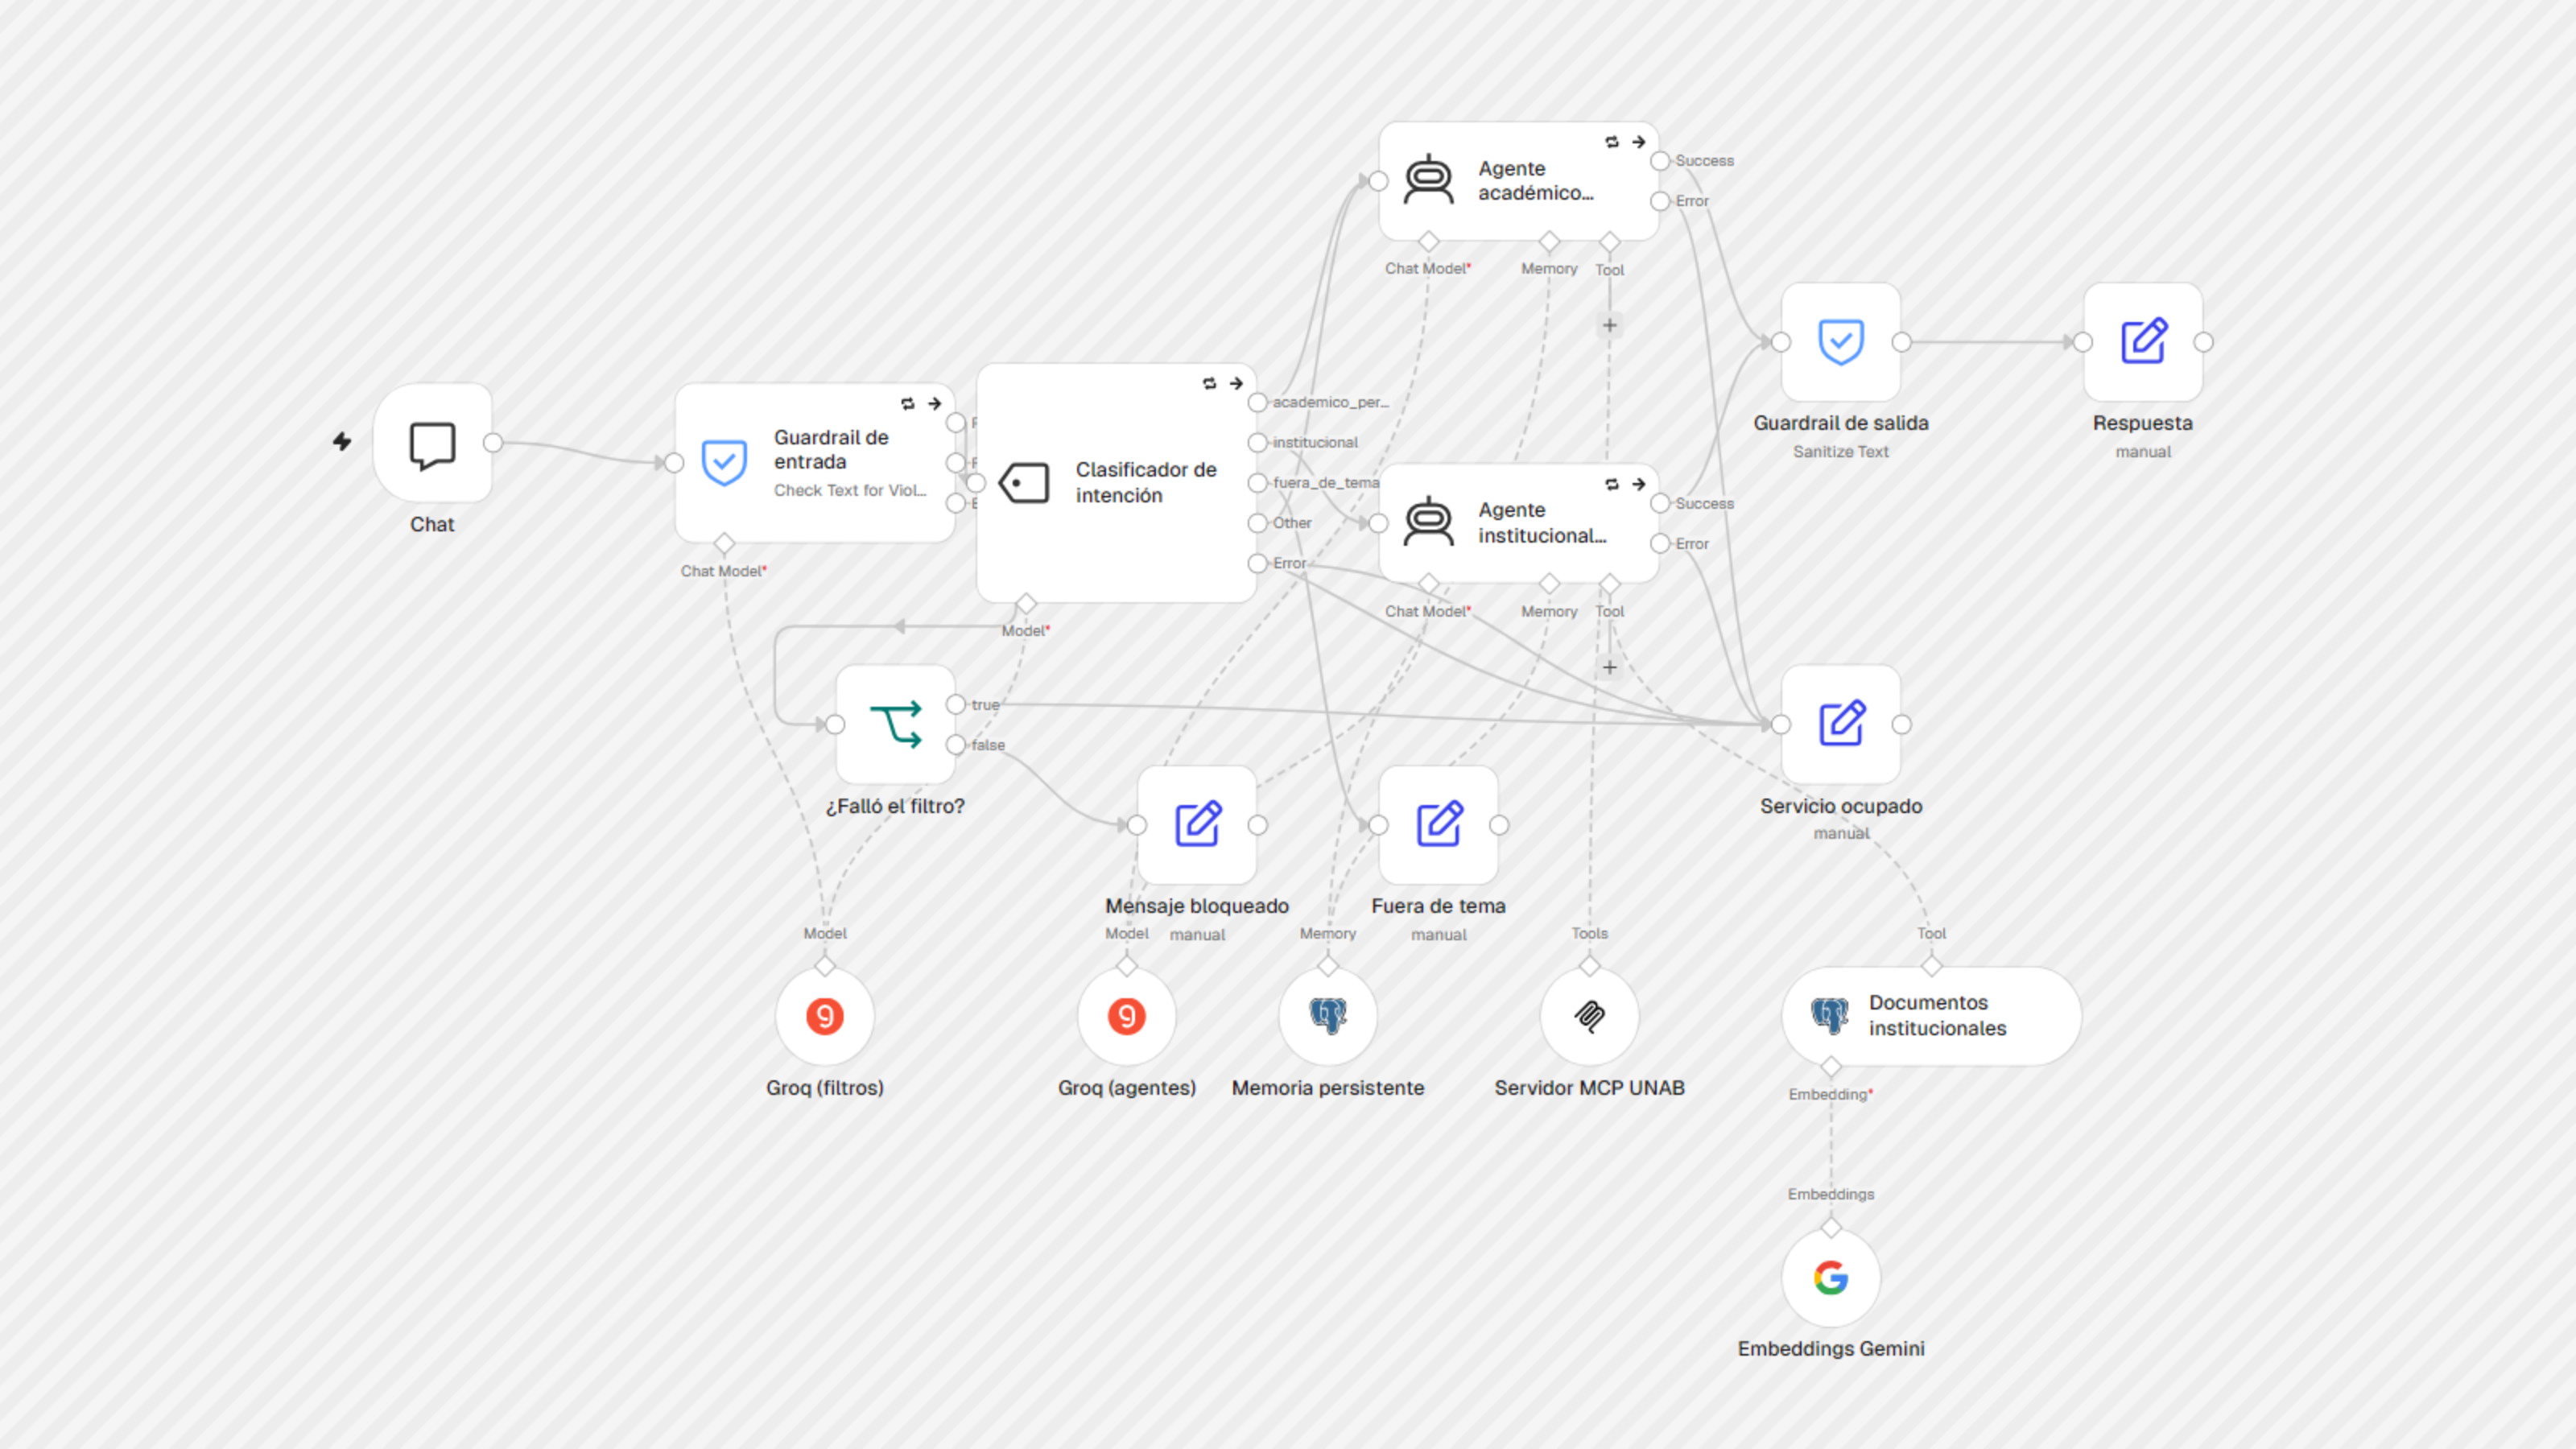 Agente
académico...
Success
Error
Chat Model*
Memory
Tool
+
Chat
Guardrail de
entrada
Check Text for Viol...
Chat Model*
Clasificador de
intención
Model*
academico_per...
institucional
fuera_de_tema
Other
Error
Agente
institucional...
Success
Error
Chat Model*
Memory
Tool
+
Guardrail de salida
Sanitize Text
Respuesta
manual
true
false
¿Falló el filtro?
Servicio ocupado
manual
Mensaje bloqueado
manual
Fuera de tema
manual
Model
Groq (filtros)
Model
Groq (agentes)
Memory
Memoria persistente
Tools
Servidor MCP UNAB
Tool
Documentos
institucionales
Embedding*
Embeddings
Embeddings Gemini